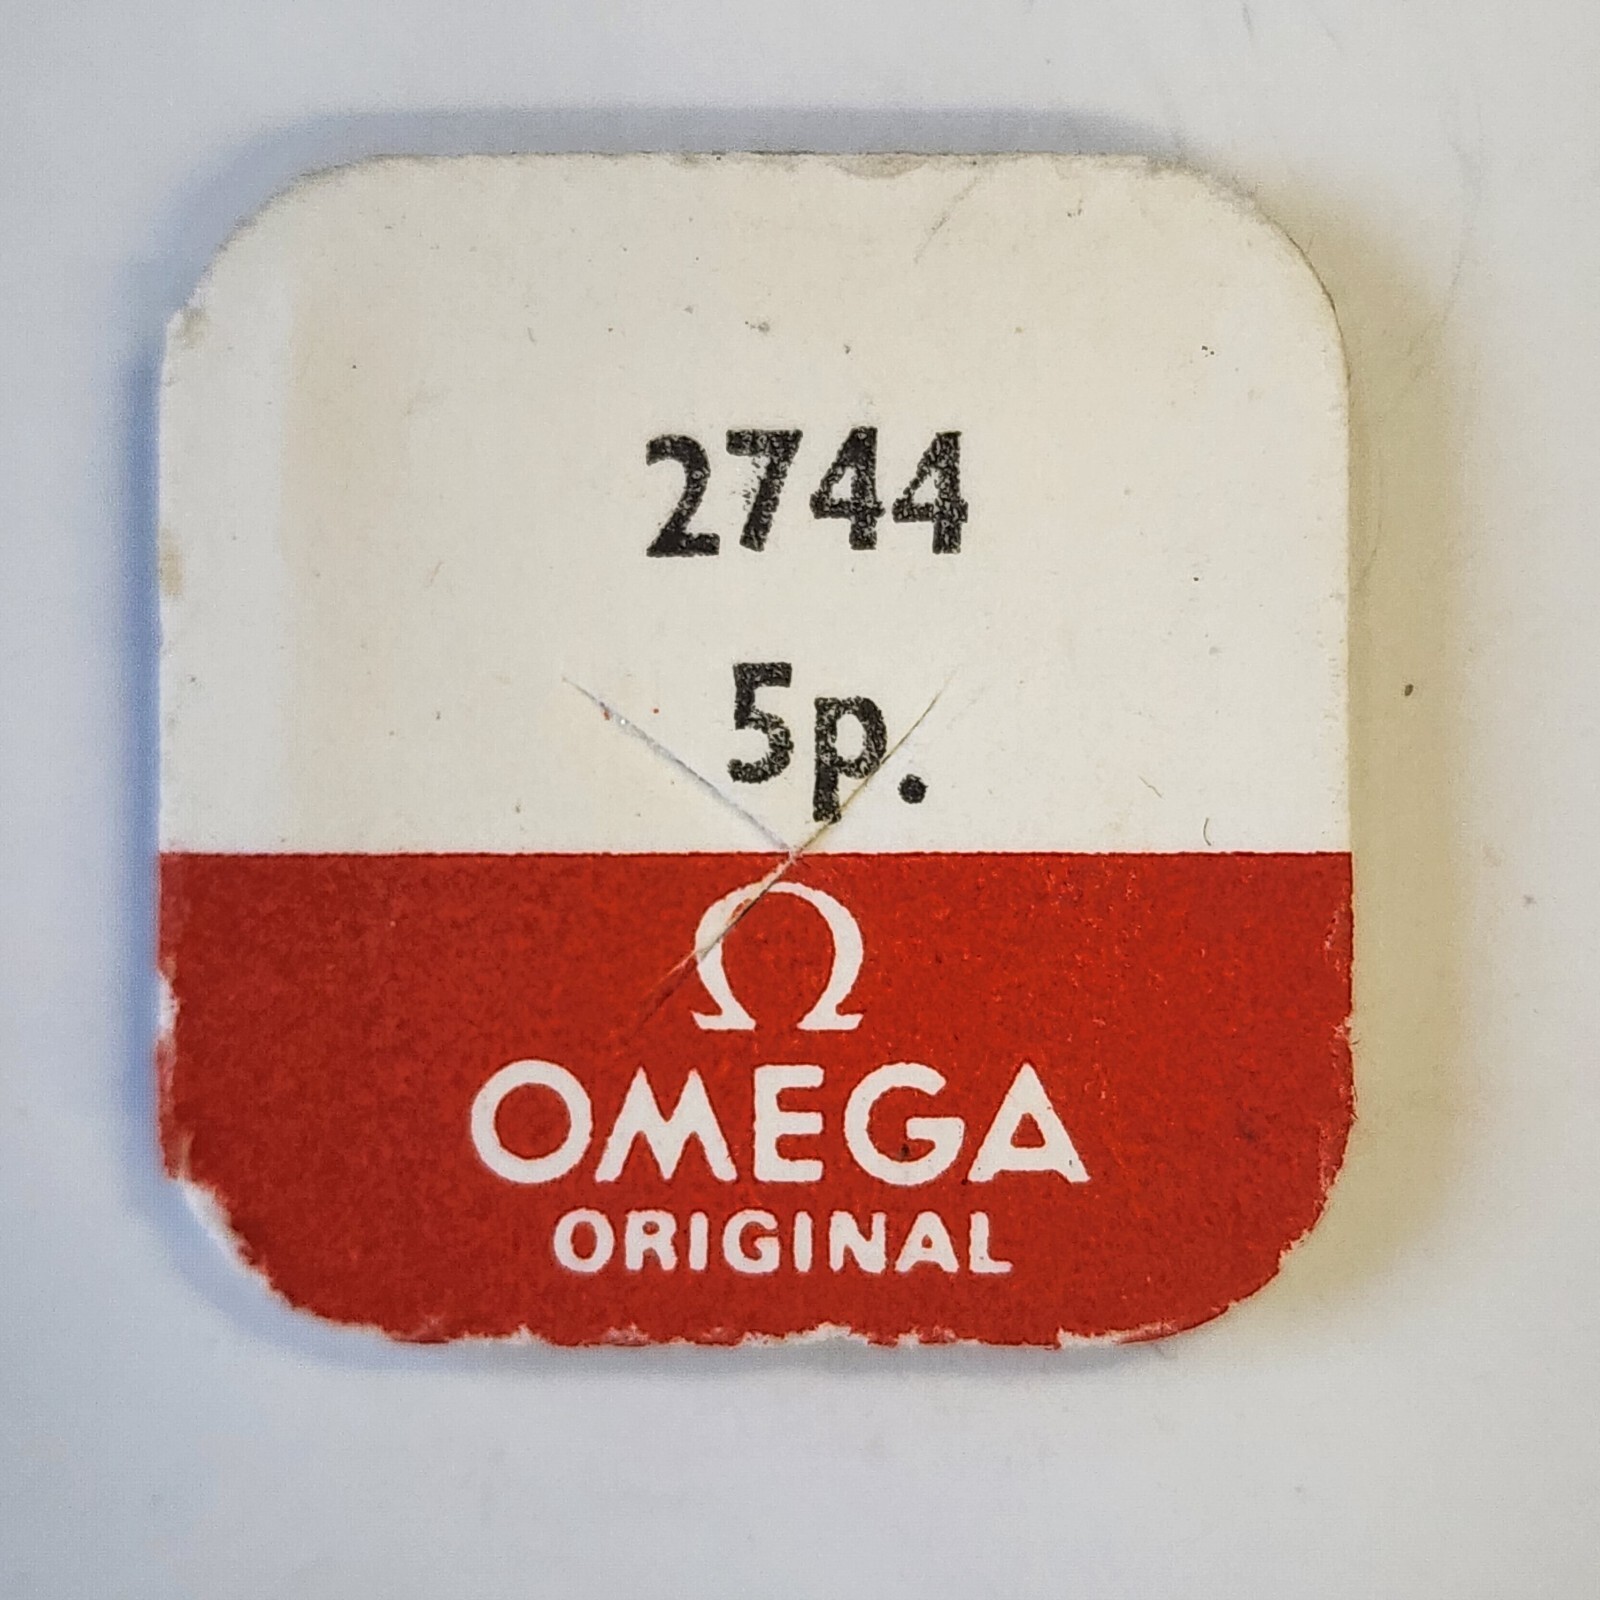 2744
5p.
Ω
OMEGA
ORIGINAL